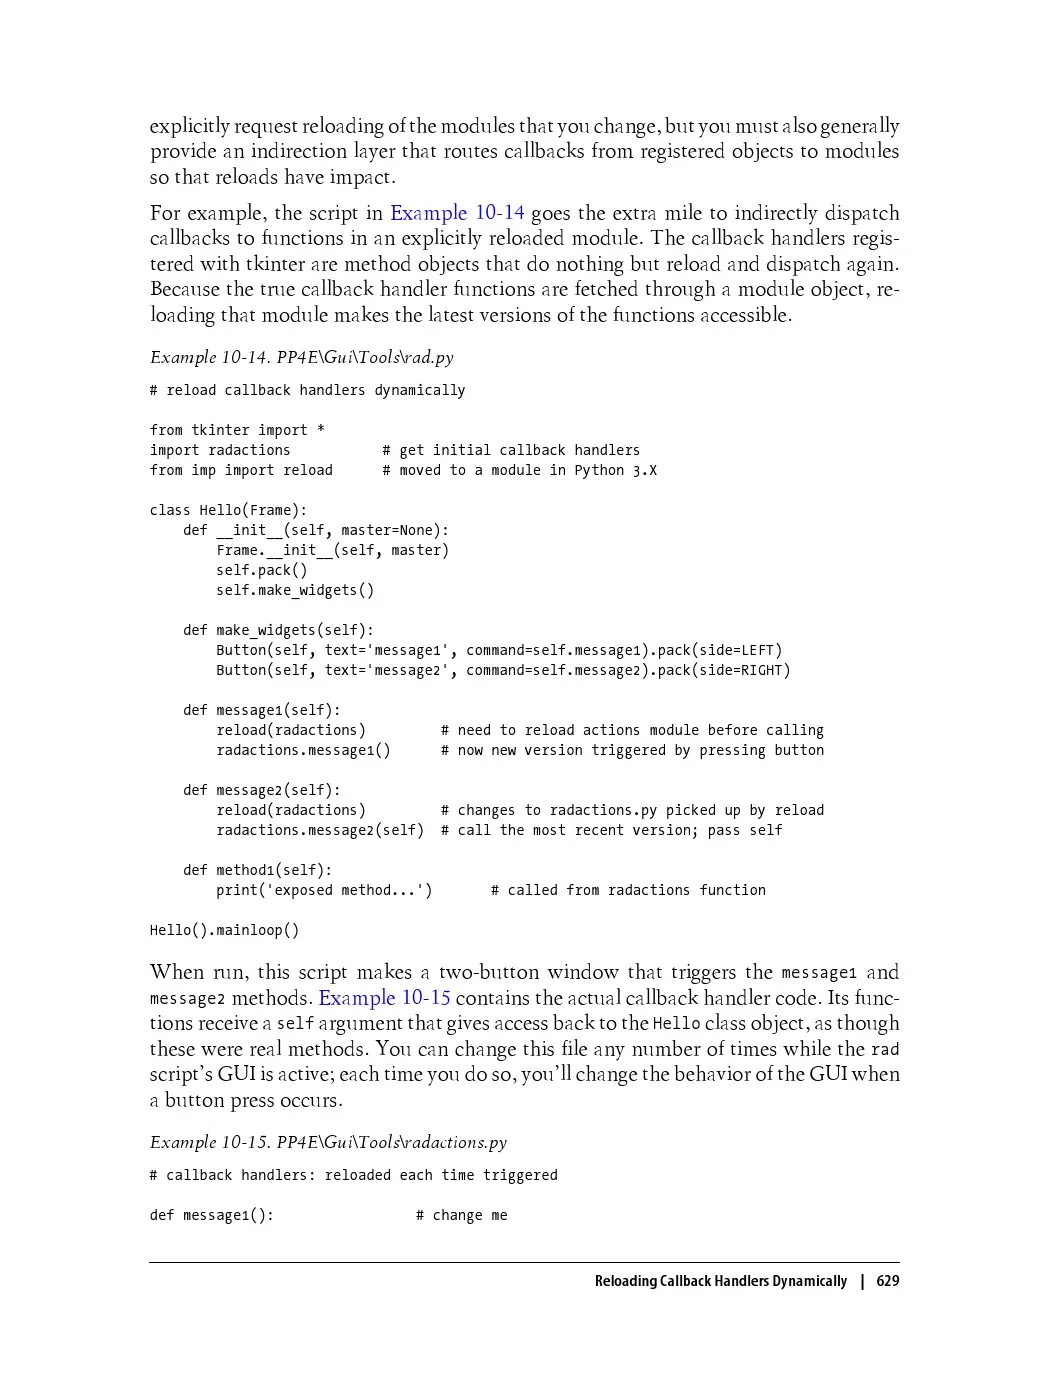 explicitly request reloading of the modules that you change, but you must also generally
provide an indirection layer that routes callbacks from registered objects to modules
so that reloads have impact.
For example, the script in Example 10-14 goes the extra mile to indirectly dispatch
callbacks to functions in an explicitly reloaded module. The callback handlers regis-
tered with tkinter are method objects that do nothing but reload and dispatch again.
Because the true callback handler functions are fetched through a module object, re-
loading that module makes the latest versions of the functions accessible.
Example 10-14. PP4E\Gui\Tools\rad.py
# reload callback handlers dynamically
from tkinter import *
import radactions # get initial callback handlers
from imp import reload # moved to a module in Python 3.X
class Hello(Frame):
def __init__(self, master=None):
Frame.__init__(self, master)
self.pack()
self.make_widgets()
def make_widgets(self):
Button(self, text='message1', command=self.message1).pack(side=LEFT)
Button(self, text='message2', command=self.message2).pack(side=RIGHT)
def message1(self):
reload(radactions) # need to reload actions module before calling
radactions.message1() # now new version triggered by pressing button
def message2(self):
reload(radactions) # changes to radactions.py picked up by reload
radactions.message2(self) # call the most recent version; pass self
def method1(self):
print('exposed method...') # called from radactions function
Hello().mainloop()
When run, this script makes a two-button window that triggers the message1 and
message2 methods. Example 10-15 contains the actual callback handler code. Its func-
tions receive a self argument that gives access back to the Hello class object, as though
these were real methods. You can change this file any number of times while the rad
script's GUI is active; each time you do so, you'll change the behavior of the GUI when
a button press occurs.
Example 10-15. PP4E\Gui\Tools\radactions.py
# callback handlers: reloaded each time triggered
def message1(): # change me
Reloading Callback Handlers Dynamically | 629